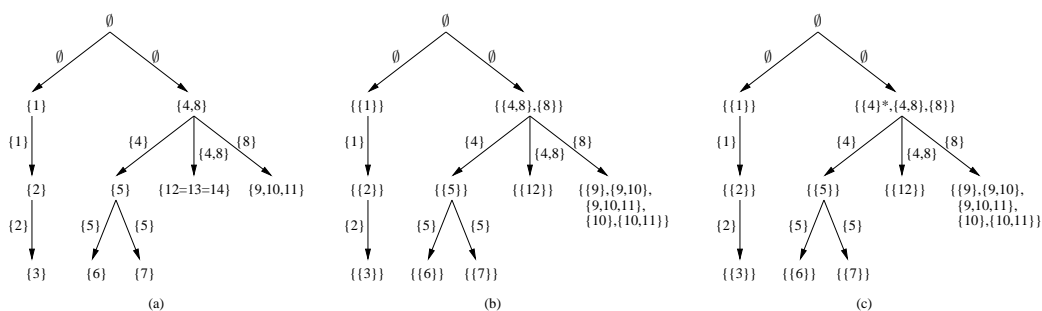 ∅ ∅ ∅
∅ ∅ ∅ ∅ ∅ ∅
{1} {4,8} {{1}} {{4,8},{8}} {{1}} {{4}*,{4,8},{8}}
{1} {4} {8} {1} {4} {8} {1} {4} {8}
{4,8} {4,8} {4,8}
{2} {5} {12=13=14} {9,10,11} {{2}} {{5}} {{12}} {{9},{9,10}, {{2}} {{5}} {{12}} {{9},{9,10},
{9,10,11}, {9,10,11},
{10},{10,11}} {10},{10,11}}
{2} {5} {5} {2} {5} {5} {2} {5} {5}
{3} {6} {7} {{3}} {{6}} {{7}} {{3}} {{6}} {{7}}
(a) (b) (c)